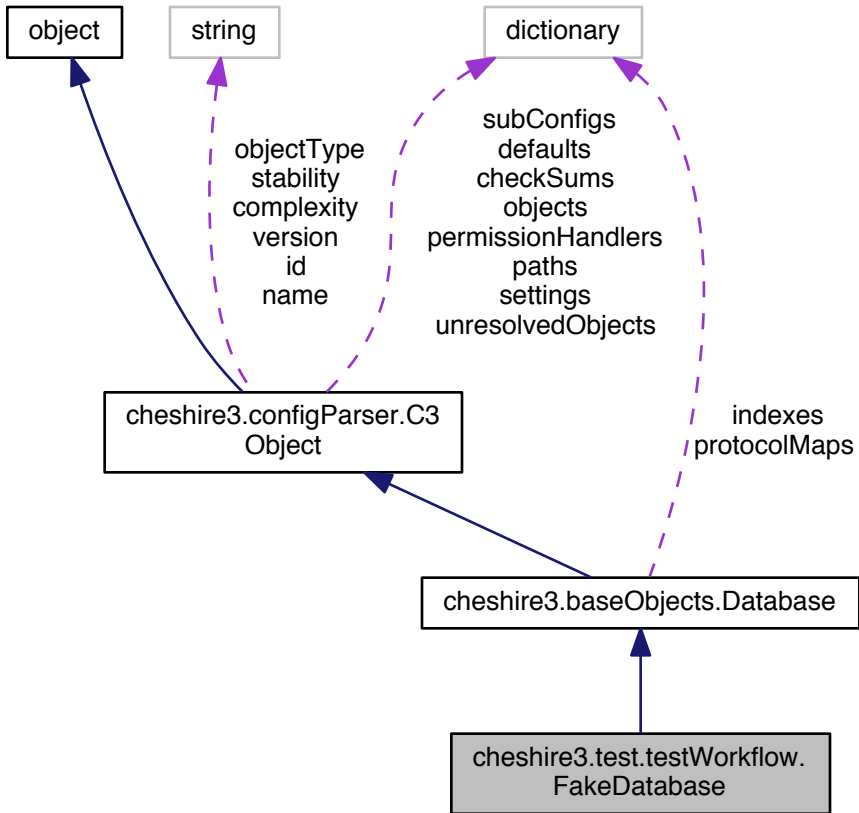 object
string
dictionary
objectType
stability
complexity
version
id
name
subConfigs
defaults
checkSums
objects
permissionHandlers
paths
settings
unresolvedObjects
cheshire3.configParser.C3
Object
indexes
protocolMaps
cheshire3.baseObjects.Database
cheshire3.test.testWorkflow.
FakeDatabase